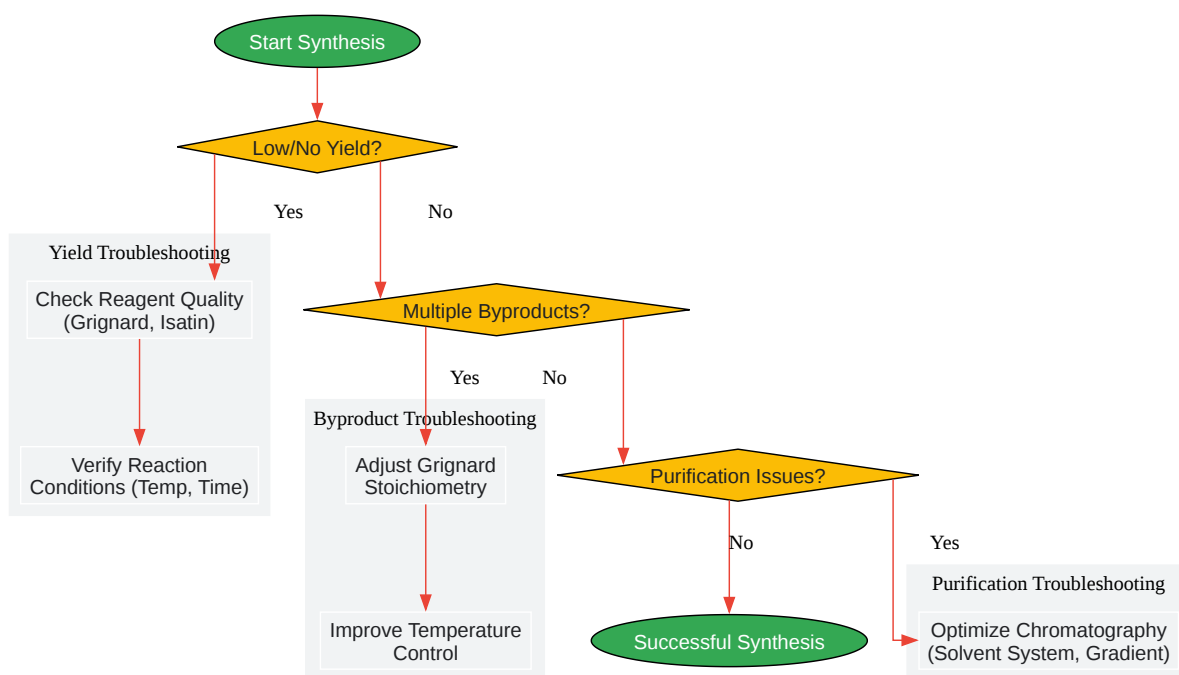 Start Synthesis
Low/No Yield?
Yes
No
Yield Troubleshooting
Check Reagent Quality
(Grignard, Isatin)
Multiple Byproducts?
Yes
No
Byproduct Troubleshooting
Verify Reaction
Conditions (Temp, Time)
Adjust Grignard
Stoichiometry
Purification Issues?
No
Yes
Purification Troubleshooting
Improve Temperature
Control
Successful Synthesis
Optimize Chromatography
(Solvent System, Gradient)